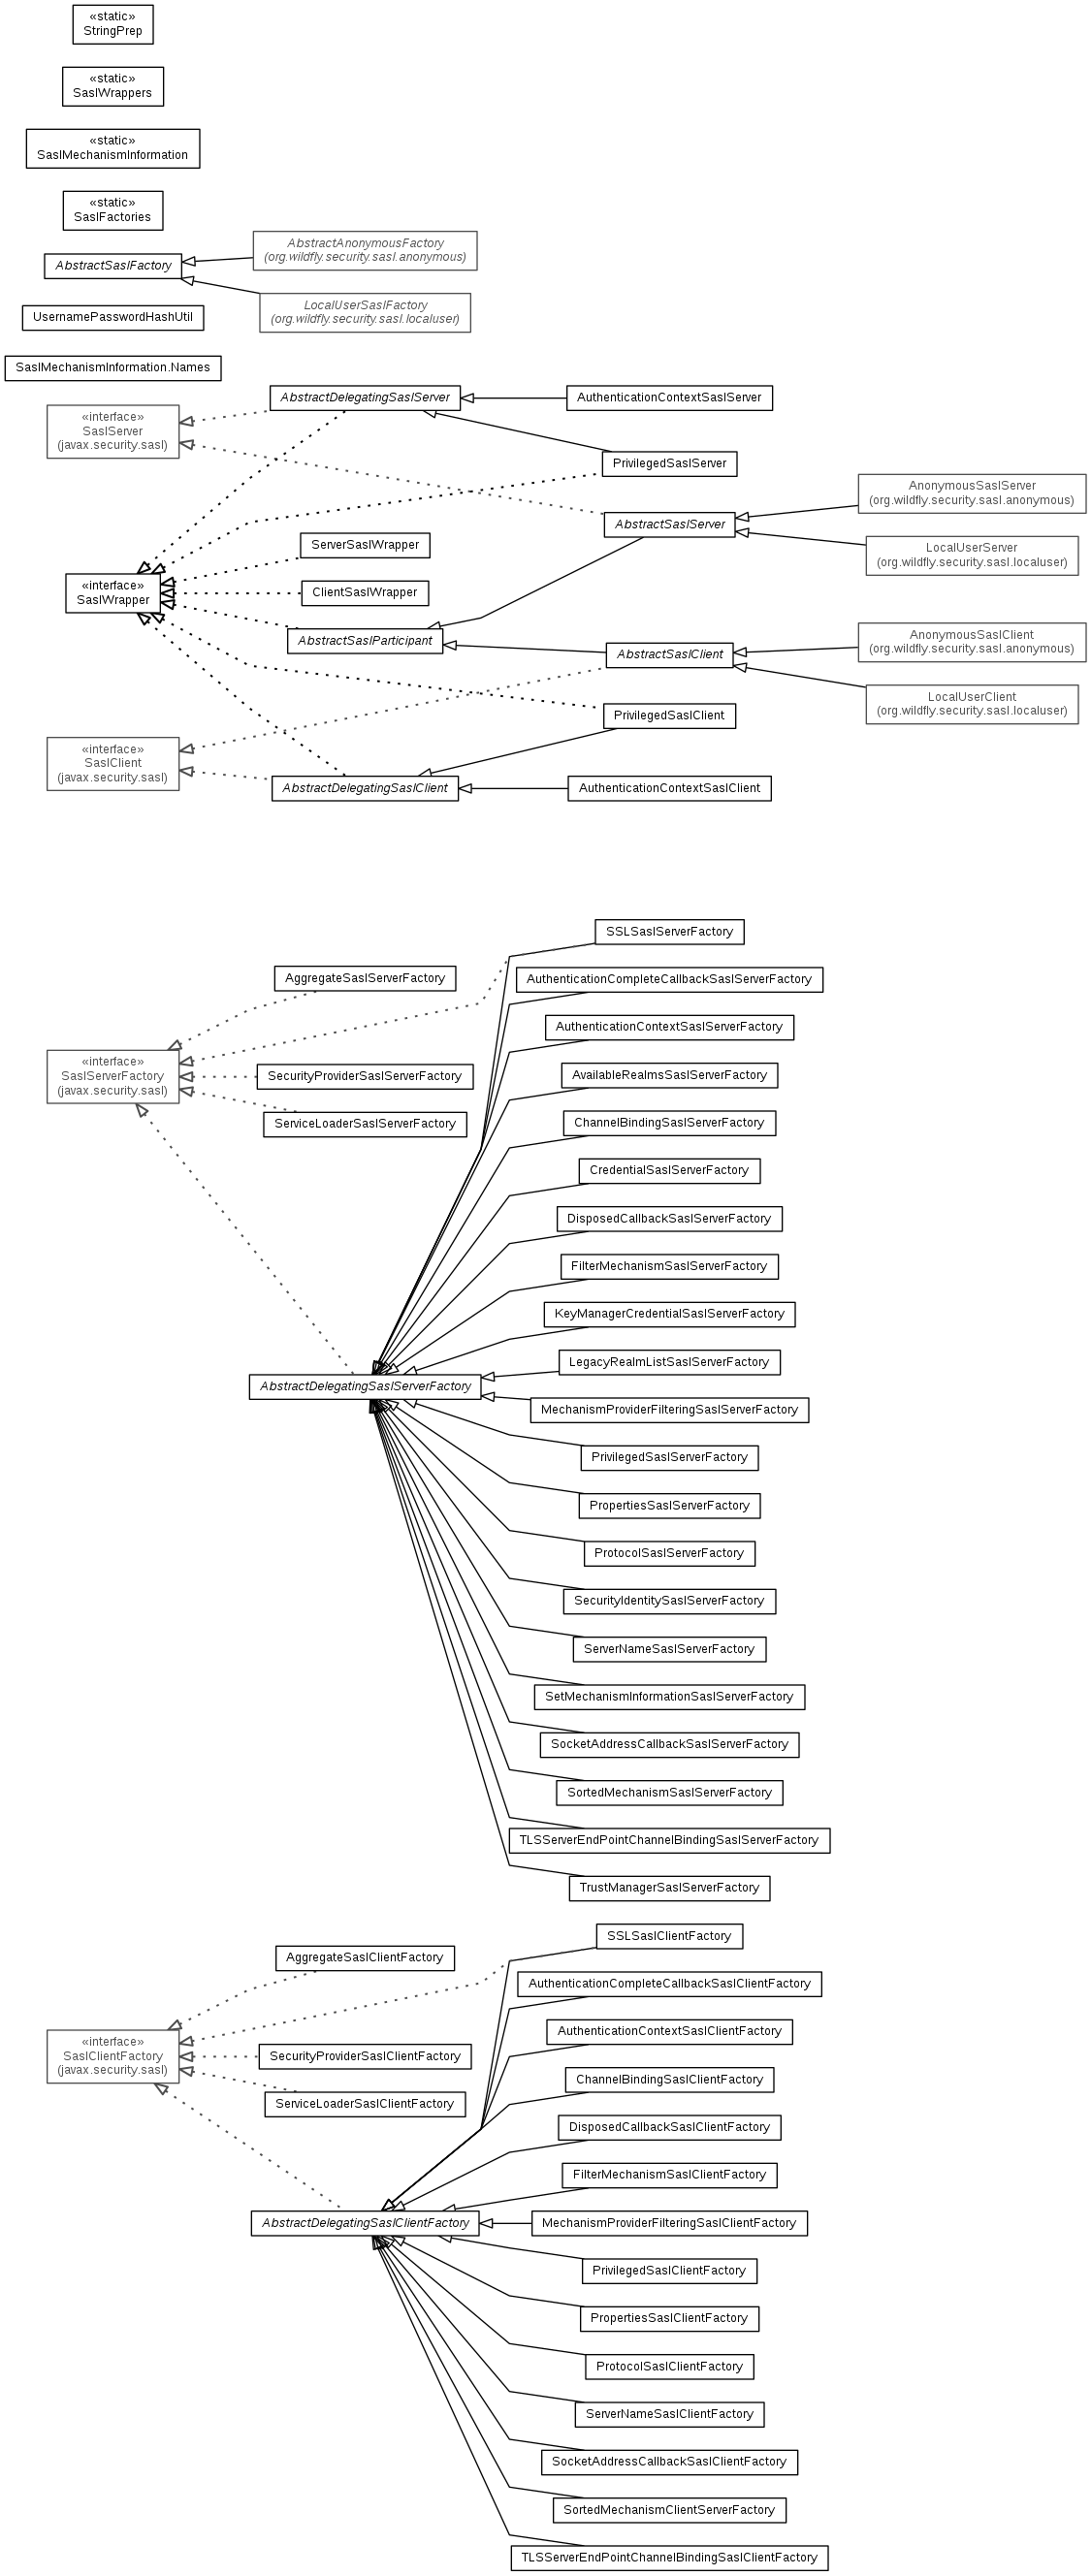 «static»
StringPrep
«static»
SaslWrappers
«static»
SaslMechanismInformation
«static»
SaslFactories
AbstractSaslFactory
AbstractAnonymousFactory
(org.wildfly.security.sasl.anonymous)
LocalUserSaslFactory
(org.wildfly.security.sasl.localuser)
UsernamePasswordHashUtil
SaslMechanismInformation.Names
«interface»
SaslServer
(javax.security.sasl)
AbstractDelegatingSaslServer
AuthenticationContextSaslServer
PrivilegedSaslServer
AbstractSaslServer
AnonymousSaslServer
(org.wildfly.security.sasl.anonymous)
LocalUserServer
(org.wildfly.security.sasl.localuser)
ServerSaslWrapper
«interface»
SaslWrapper
ClientSaslWrapper
AbstractSaslParticipant
AbstractSaslClient
AnonymousSaslClient
(org.wildfly.security.sasl.anonymous)
LocalUserClient
(org.wildfly.security.sasl.localuser)
PrivilegedSaslClient
«interface»
SaslClient
(javax.security.sasl)
AbstractDelegatingSaslClient
AuthenticationContextSaslClient
SSLSaslServerFactory
AggregateSaslServerFactory
AuthenticationCompleteCallbackSaslServerFactory
AuthenticationContextSaslServerFactory
«interface»
SaslServerFactory
(javax.security.sasl)
SecurityProviderSaslServerFactory
AvailableRealmsSaslServerFactory
ServiceLoaderSaslServerFactory
ChannelBindingSaslServerFactory
CredentialSaslServerFactory
DisposedCallbackSaslServerFactory
FilterMechanismSaslServerFactory
KeyManagerCredentialSaslServerFactory
LegacyRealmListSaslServerFactory
AbstractDelegatingSaslServerFactory
MechanismProviderFilteringSaslServerFactory
PrivilegedSaslServerFactory
PropertiesSaslServerFactory
ProtocolSaslServerFactory
SecurityIdentitySaslServerFactory
ServerNameSaslServerFactory
SetMechanismInformationSaslServerFactory
SocketAddressCallbackSaslServerFactory
SortedMechanismSaslServerFactory
TLSServerEndPointChannelBindingSaslServerFactory
TrustManagerSaslServerFactory
SSLSaslClientFactory
AggregateSaslClientFactory
AuthenticationCompleteCallbackSaslClientFactory
AuthenticationContextSaslClientFactory
«interface»
SaslClientFactory
(javax.security.sasl)
SecurityProviderSaslClientFactory
ChannelBindingSaslClientFactory
ServiceLoaderSaslClientFactory
DisposedCallbackSaslClientFactory
FilterMechanismSaslClientFactory
AbstractDelegatingSaslClientFactory
MechanismProviderFilteringSaslClientFactory
PrivilegedSaslClientFactory
PropertiesSaslClientFactory
ProtocolSaslClientFactory
ServerNameSaslClientFactory
SocketAddressCallbackSaslClientFactory
SortedMechanismClientServerFactory
TLSServerEndPointChannelBindingSaslClientFactory